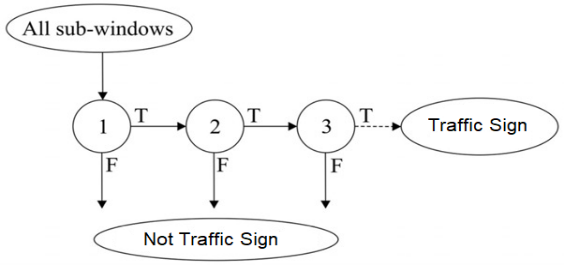 All sub-windows
1 T 2 T 3 T Traffic Sign
F F F
Not Traffic Sign